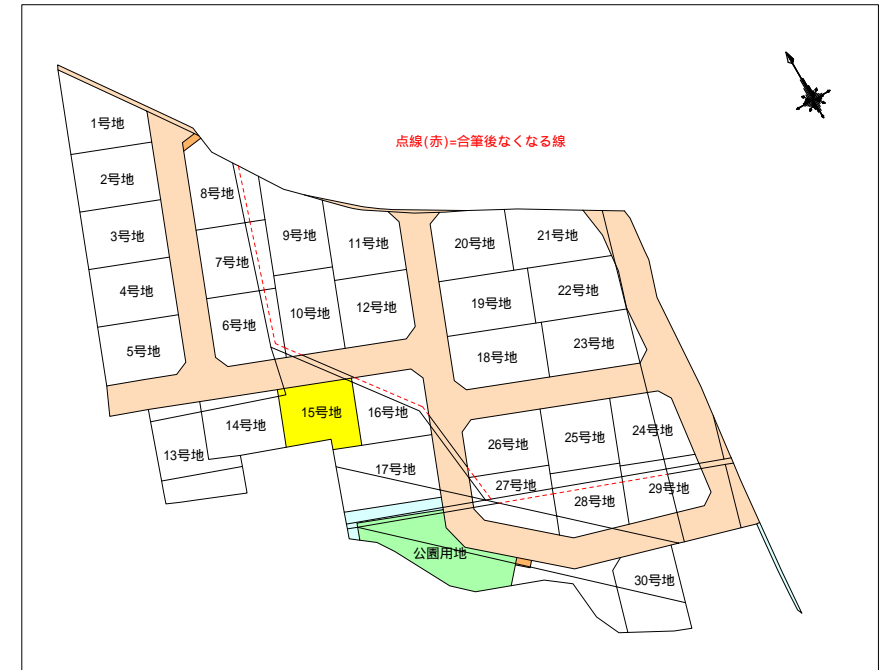 点線(赤)=合筆後なくなる線
1号地
2号地
3号地
4号地
5号地
8号地
7号地
6号地
9号地
10号地
11号地
12号地
20号地
21号地
19号地
22号地
18号地
23号地
13号地
14号地
15号地
16号地
17号地
26号地
25号地
24号地
27号地
28号地
29号地
公園用地
30号地